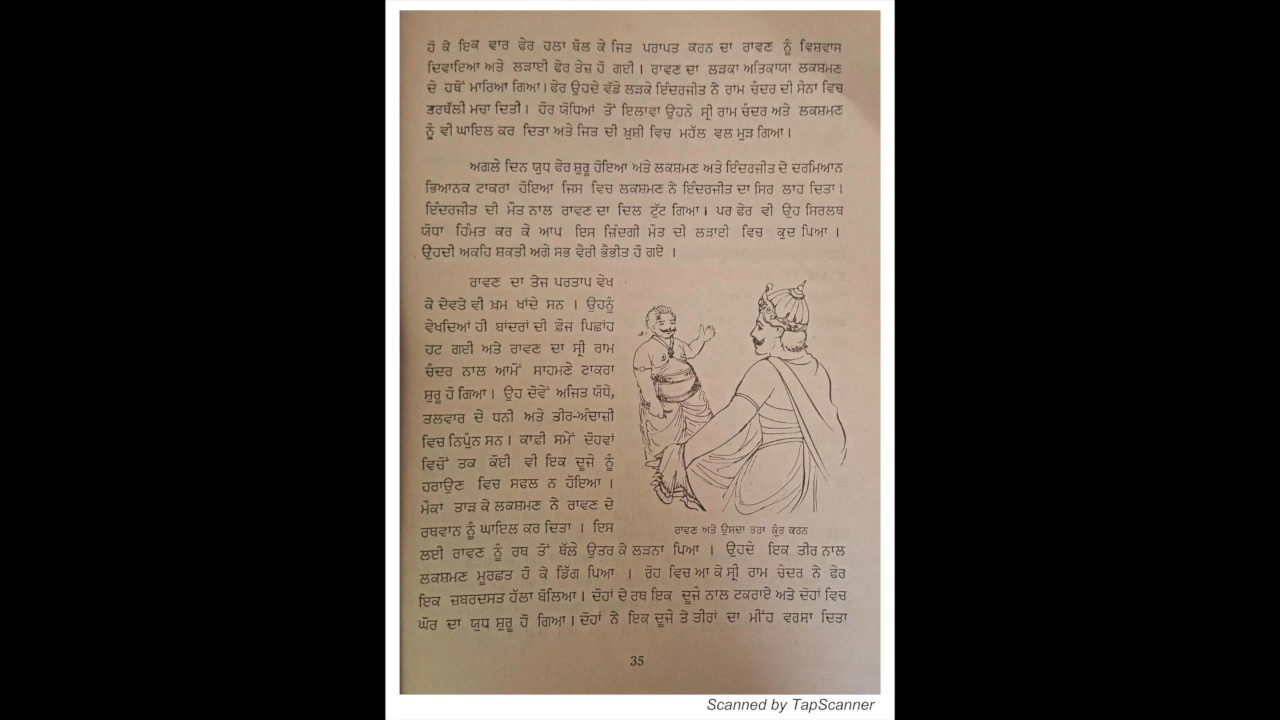 ਹੋ ਕੇ ਇਕ ਵਾਰ ਫੇਰ ਹਲਾ ਬੋਲ ਕੇ ਜਿਤ ਪਰਾਪਤ ਕਰਨ ਦਾ ਰਾਵਣ ਨੂੰ ਵਿਸ਼ਵਾਸ
ਦਿਵਾਇਆ ਅਤੇ ਲੜਾਈ ਫੇਰ ਤੇਜ਼ ਹੋ ਗਈ। ਰਾਵਣ ਦਾ ਲੜਕਾ ਅਤਿਕਾਯਾ ਲਕਸ਼ਮਣ
ਦੇ ਹਥੋਂ ਮਾਰਿਆ ਗਿਆ। ਫੇਰ ਉਹਦੇ ਵੱਡੇ ਲੜਕੇ ਇੰਦਰਜੀਤ ਨੇ ਰਾਮ ਚੰਦਰ ਦੀ ਸੈਨਾ ਵਿਚ
ਤਰਥੱਲੀ ਮਚਾ ਦਿਤੀ। ਹੋਰ ਯੋਧਿਆਂ ਤੋਂ ਇਲਾਵਾ ਉਹਨੇ ਸ੍ਰੀ ਰਾਮ ਚੰਦਰ ਅਤੇ ਲਕਸ਼ਮਣ
ਨੂੰ ਵੀ ਘਾਇਲ ਕਰ ਦਿਤਾ ਅਤੇ ਜਿਤ ਦੀ ਖ਼ੁਸ਼ੀ ਵਿਚ ਮਹੱਲ ਵਲ ਮੁੜ ਗਿਆ।
ਅਗਲੇ ਦਿਨ ਯੁਧ ਫੇਰ ਸ਼ੁਰੂ ਹੋਇਆ ਅਤੇ ਲਕਸ਼ਮਣ ਅਤੇ ਇੰਦਰਜੀਤ ਦੇ ਦਰਮਿਆਨ
ਭਿਆਨਕ ਟਾਕਰਾ ਹੋਇਆ ਜਿਸ ਵਿਚ ਲਕਸ਼ਮਣ ਨੇ ਇੰਦਰਜੀਤ ਦਾ ਸਿਰ ਲਾਹ ਦਿਤਾ।
ਇੰਦਰਜੀਤ ਦੀ ਮੌਤ ਨਾਲ ਰਾਵਣ ਦਾ ਦਿਲ ਟੁੱਟ ਗਿਆ। ਪਰ ਫੇਰ ਵੀ ਉਹ ਸਿਰਲਥ
ਯੋਧਾ ਹਿੰਮਤ ਕਰ ਕੇ ਆਪ ਇਸ ਜ਼ਿੰਦਗੀ ਮੌਤ ਦੀ ਲੜਾਈ ਵਿਚ ਕੁਦ ਪਿਆ।
ਉਹਦੀ ਅਕਹਿ ਸ਼ਕਤੀ ਅਗੇ ਸਭ ਵੈਰੀ ਭੈਭੀਤ ਹੋ ਗਏ।
ਰਾਵਣ ਦਾ ਤੇਜ ਪਰਤਾਪ ਵੇਖ
ਕੇ ਦੇਵਤੇ ਵੀ ਖ਼ਮ ਖਾਂਦੇ ਸਨ। ਉਹਨੂੰ
ਵੇਖਦਿਆਂ ਹੀ ਬਾਂਦਰਾਂ ਦੀ ਫ਼ੌਜ ਪਿਛਾਂਹ
ਹਟ ਗਈ ਅਤੇ ਰਾਵਣ ਦਾ ਸ੍ਰੀ ਰਾਮ
ਚੰਦਰ ਨਾਲ ਆਮੋਂ ਸਾਹਮਣੇ ਟਾਕਰਾ
ਸ਼ੁਰੂ ਹੋ ਗਿਆ। ਉਹ ਦੋਵੇਂ ਅਜਿਤ ਯੋਧੇ,
ਤਲਵਾਰ ਦੇ ਧਨੀ ਅਤੇ ਤੀਰ-ਅੰਦਾਜ਼ੀ
ਵਿਚ ਨਿਪੁੰਨ ਸਨ। ਕਾਫ਼ੀ ਸਮੇਂ ਦੋਹਵਾਂ
ਵਿਚੋਂ ਤਕ ਕੋਈ ਵੀ ਇਕ ਦੂਜੇ ਨੂੰ
ਹਰਾਉਣ ਵਿਚ ਸਫਲ ਨ ਹੋਇਆ।
ਮੌਕਾ ਤਾੜ ਕੇ ਲਕਸ਼ਮਣ ਨੇ ਰਾਵਣ ਦੇ
ਰਥਵਾਨ ਨੂੰ ਘਾਇਲ ਕਰ ਦਿਤਾ। ਇਸ
ਰਾਵਣ ਅਤੇ ਉਸਦਾ ਭਰਾ ਕੁੰਭ ਕਰਨ
ਲਈ ਰਾਵਣ ਨੂੰ ਰਥ ਤੋਂ ਥੱਲੇ ਉਤਰ ਕੇ ਲੜਨਾ ਪਿਆ। ਉਹਦੇ ਇਕ ਤੀਰ ਨਾਲ
ਲਕਸ਼ਮਣ ਮੂਰਛਤ ਹੋ ਕੇ ਡਿੱਗ ਪਿਆ। ਰੋਹ ਵਿਚ ਆ ਕੇ ਸ੍ਰੀ ਰਾਮ ਚੰਦਰ ਨੇ ਫੇਰ
ਇਕ ਜ਼ਬਰਦਸਤ ਹੱਲਾ ਬੋਲਿਆ। ਦੋਹਾਂ ਦੇ ਰਥ ਇਕ ਦੂਜੇ ਨਾਲ ਟਕਰਾਏ ਅਤੇ ਦੋਹਾਂ ਵਿਚ
ਘੋਰ ਦਾ ਯੁਧ ਸ਼ੁਰੂ ਹੋ ਗਿਆ। ਦੋਹਾਂ ਨੇ ਇਕ ਦੂਜੇ ਤੇ ਤੀਰਾਂ ਦਾ ਮੀਂਹ ਵਰਸਾ ਦਿਤਾ
35
Scanned by TapScanner